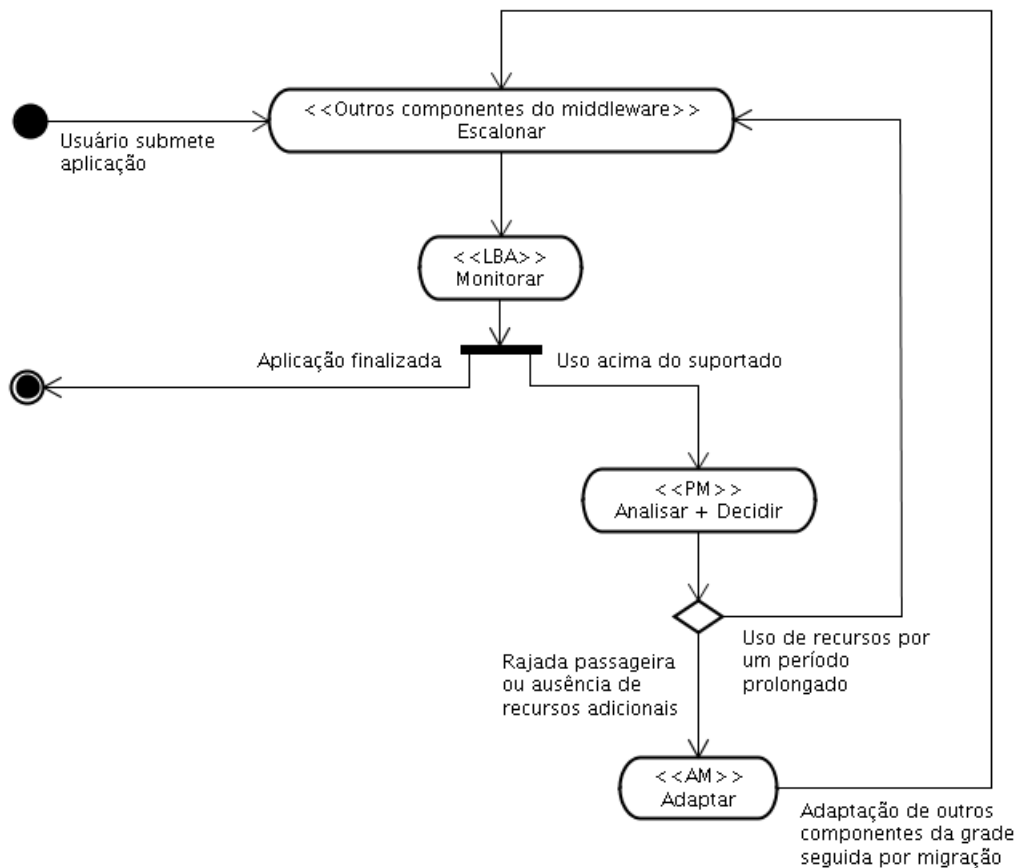 <<Outros componentes do middleware>>
Escalonar
Usuário submete
aplicação
<<LBA>>
Monitorar
Aplicação finalizada
Uso acima do suportado
<<PM>>
Analisar + Decidir
Uso de recursos por
um período
prolongado
Rajada passageira
ou ausência de
recursos adicionais
<<AM>>
Adaptar
Adaptação de outros
componentes da grade
seguida por migração